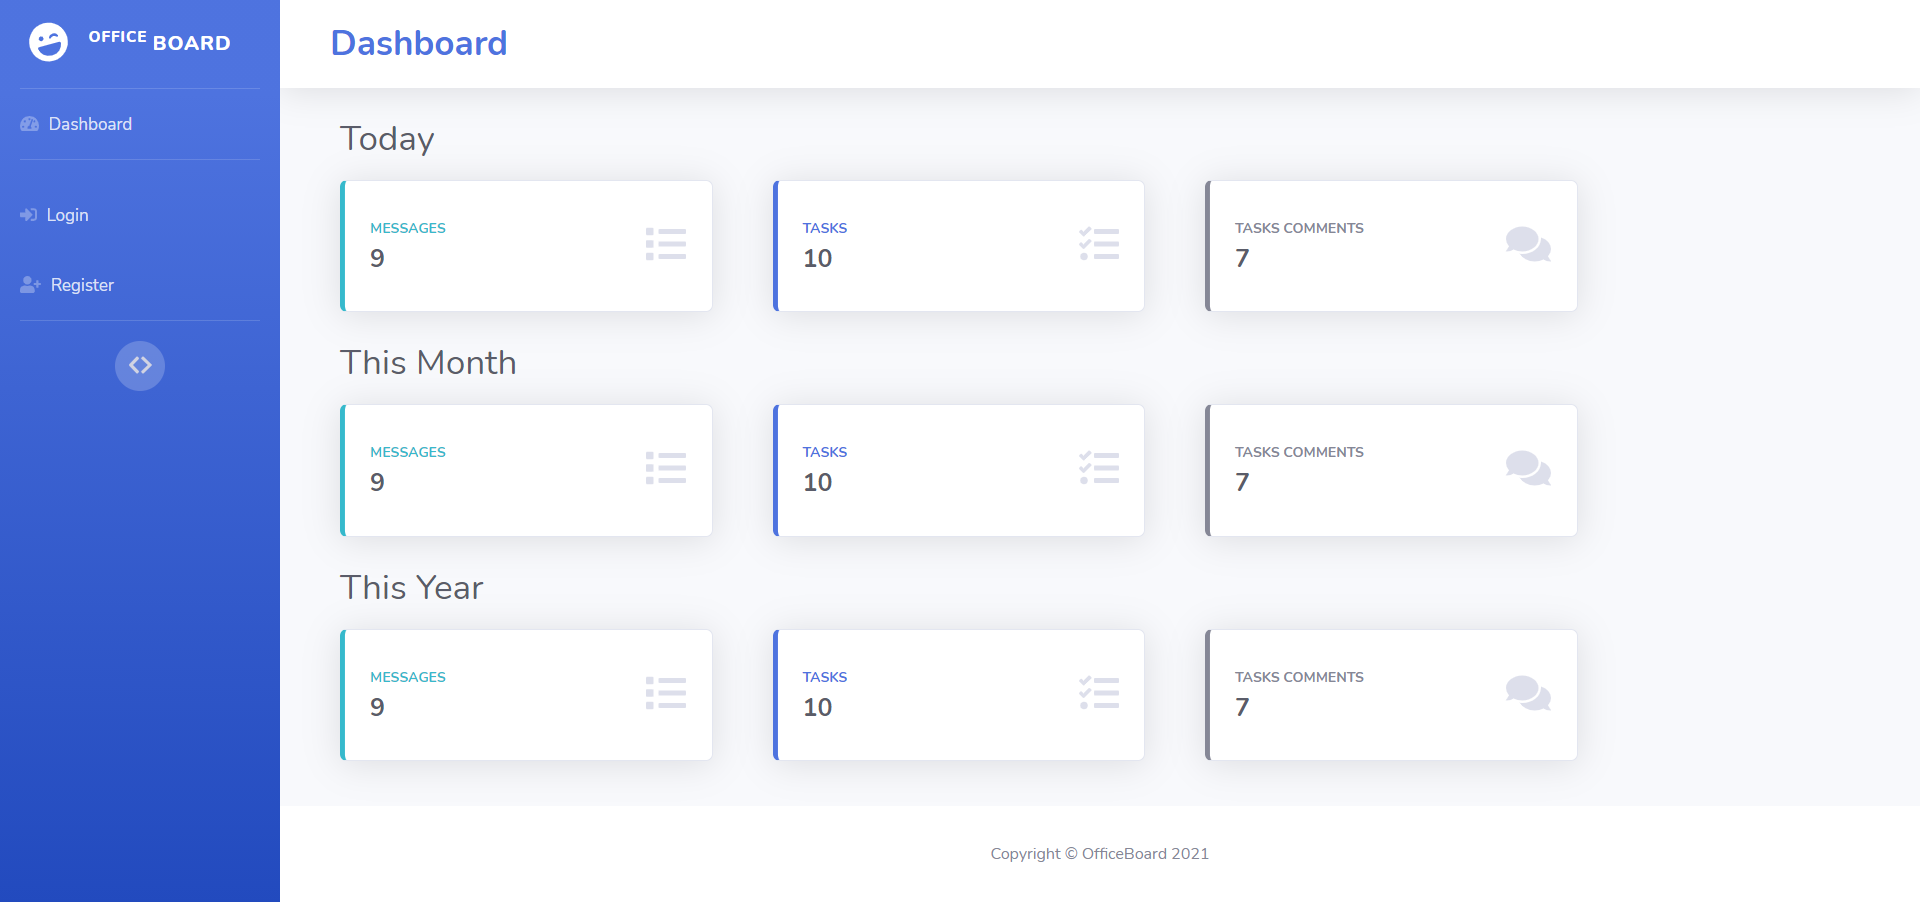 OFFICE BOARD
Dashboard
Login
Register
Dashboard
Today
MESSAGES
9
TASKS
10
TASKS COMMENTS
7
This Month
MESSAGES
9
TASKS
10
TASKS COMMENTS
7
This Year
MESSAGES
9
TASKS
10
TASKS COMMENTS
7
Copyright © OfficeBoard 2021